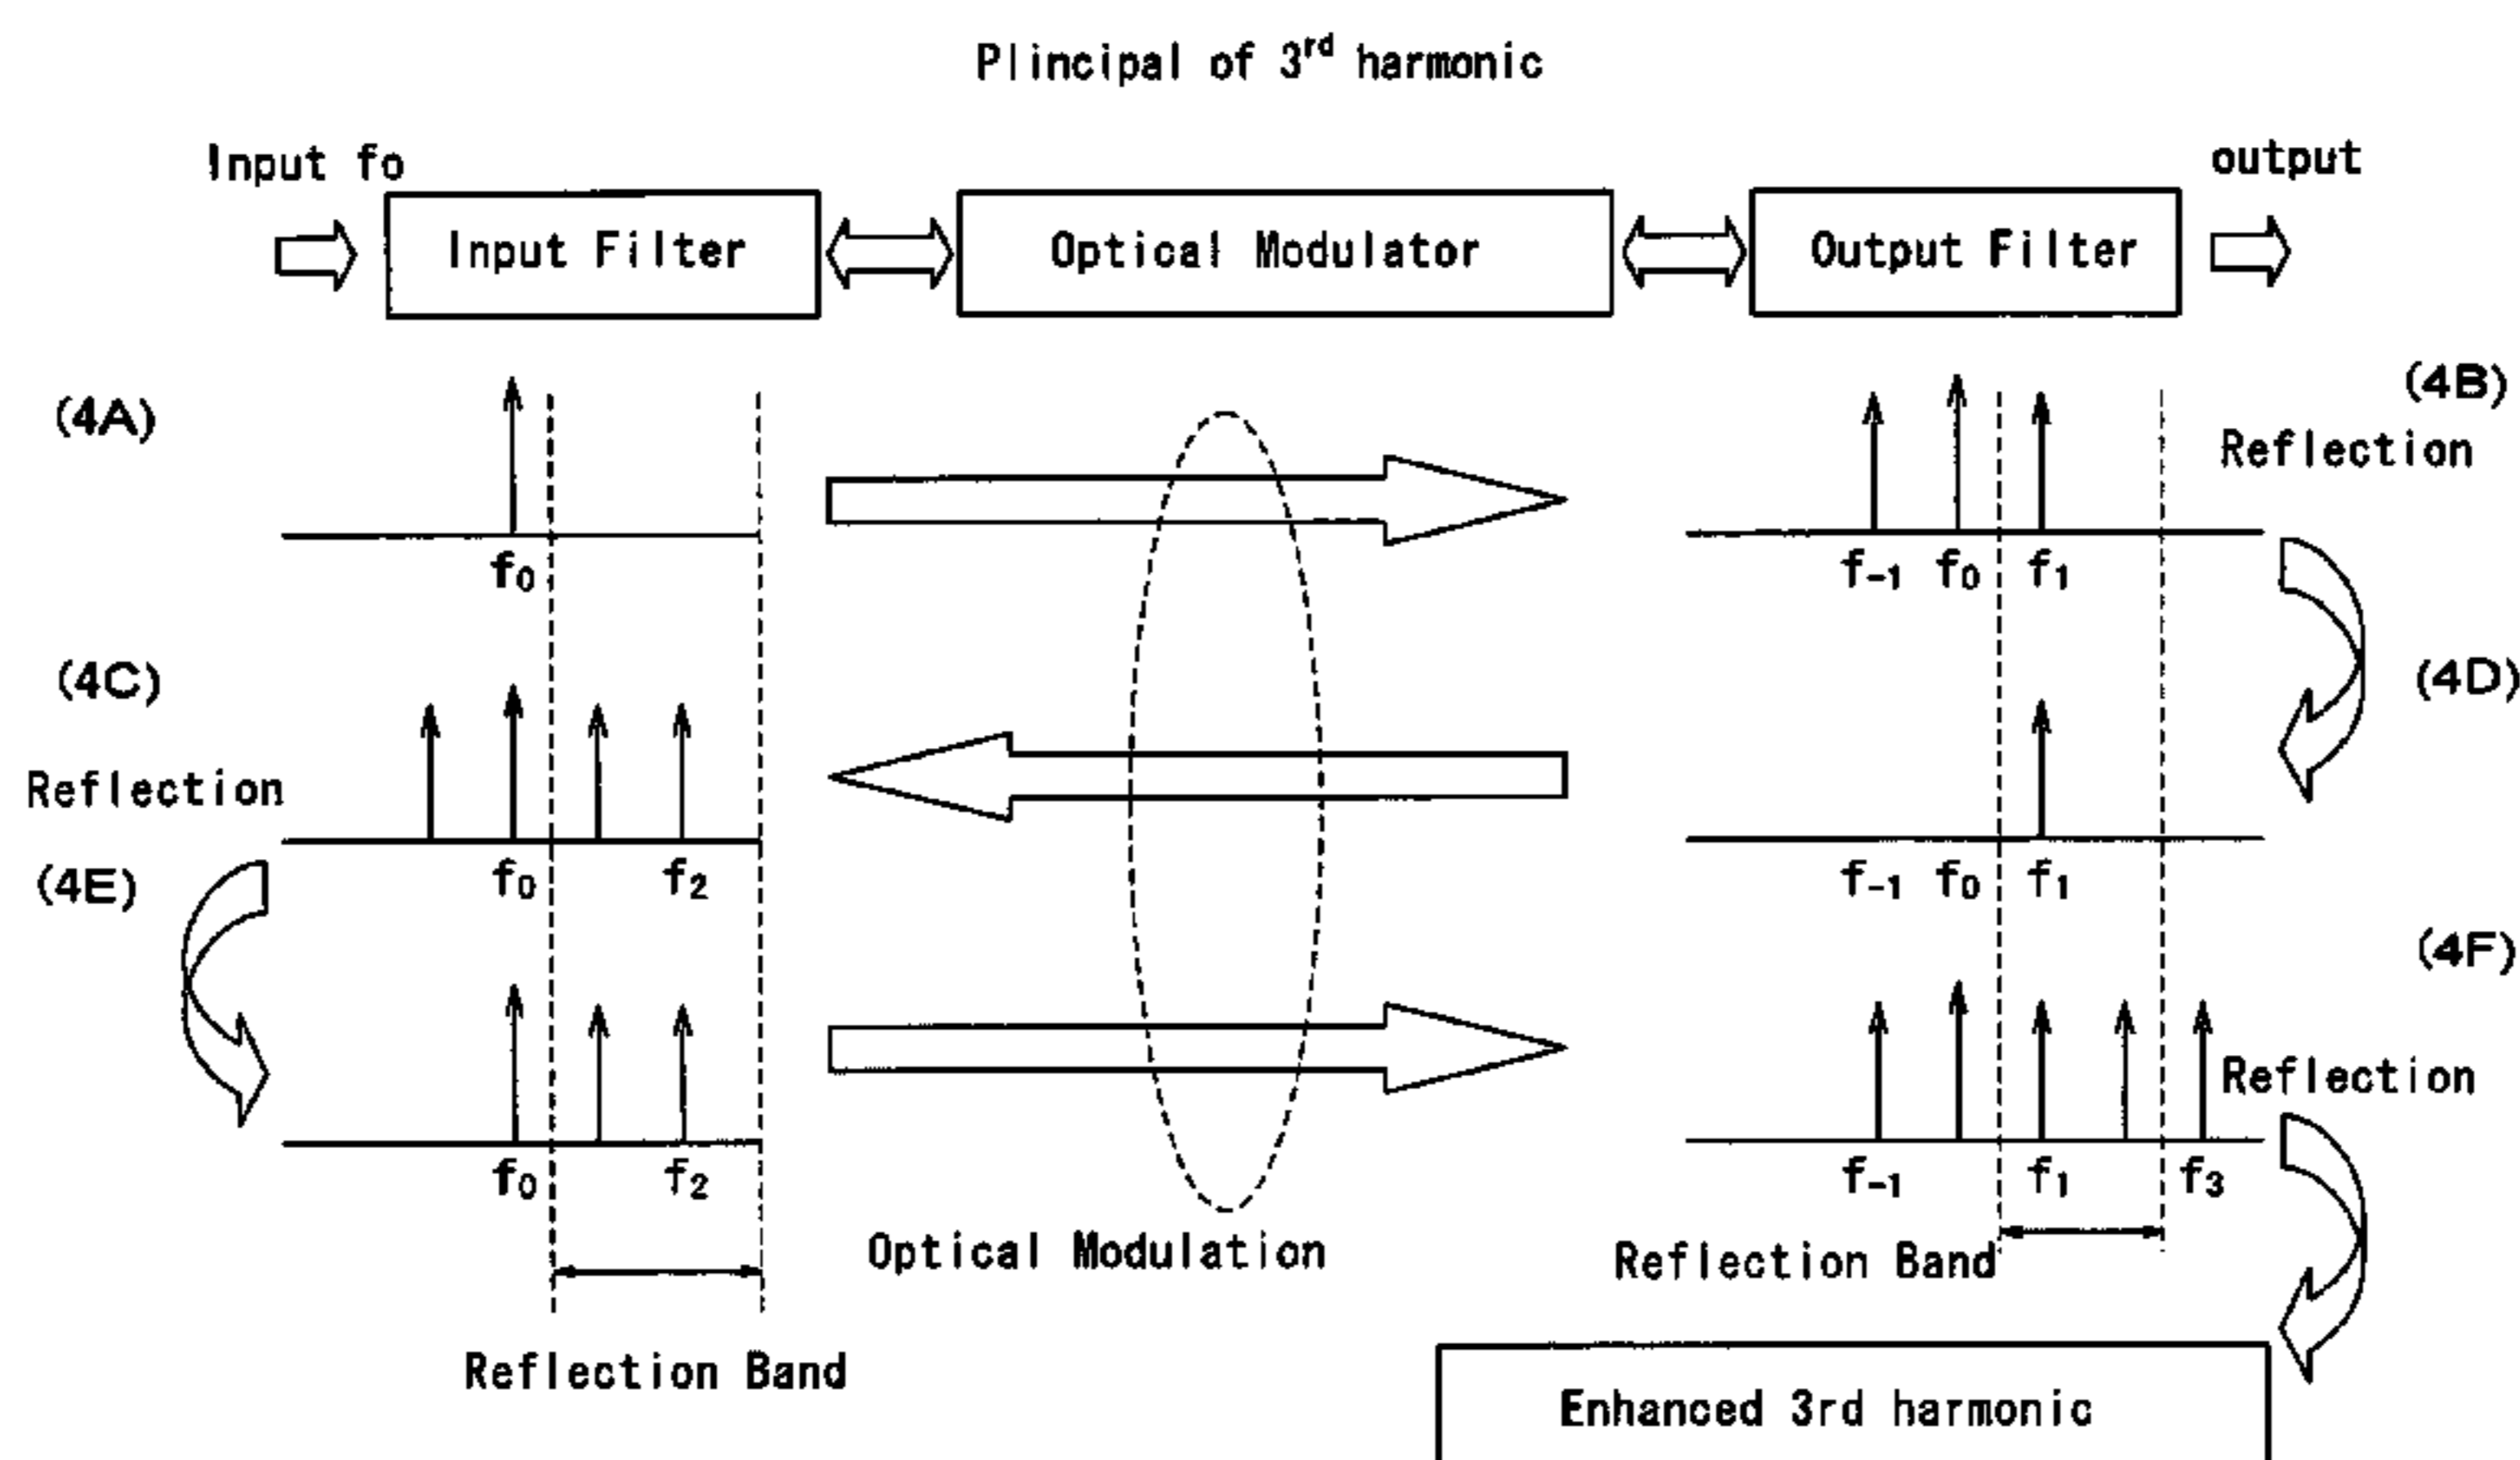 Plincipal of 3rd harmonic
Input fo
output
Input Filter
Optical Modulator
Output Filter
(4A)
(4B)
Reflection
f0
f-1 f0 f1
(4C)
(4D)
Reflection
f0 f2
f-1 f0 f1
(4E)
(4F)
Reflection
f0 f2
f-1 f1 f3
Optical Modulation
Reflection Band
Reflection Band
Enhanced 3rd harmonic